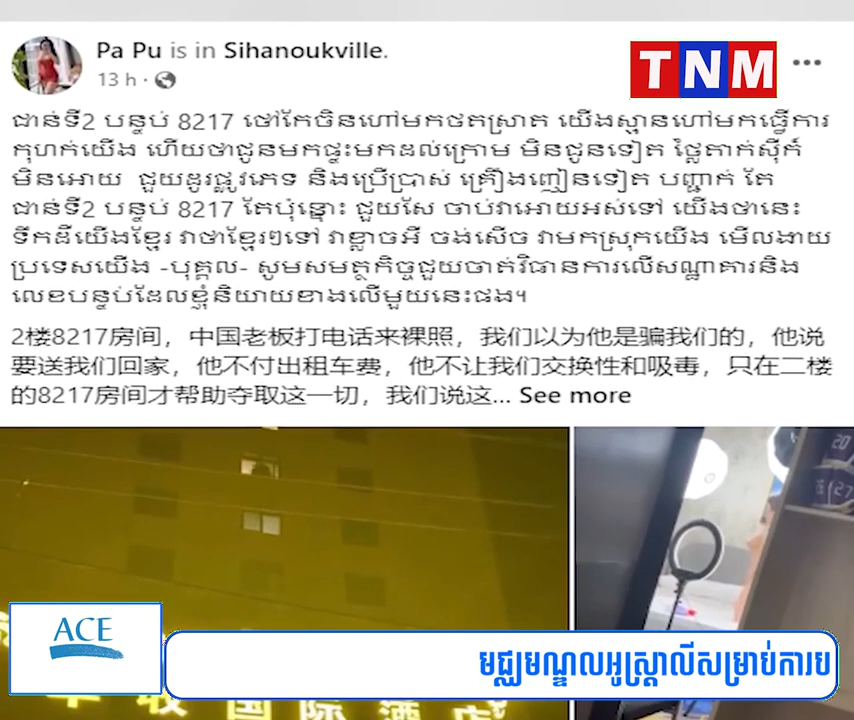 Pa Pu is in Sihanoukville.
TNM
13 h
ជាន់ទី2 បន្ទប់ 8217 ថៅកែចិនហៅមកថតស្រាត យើងស្មានហៅមកធ្វើការ
កុហក់យើង ហើយថាជូនមកផ្ទះមកដល់ក្រោម មិនជូនទៀត ថ្លៃតាក់ស៊ីក៍
មិនអោយ ជួយដូរផ្លូវភេទ និងប្រើប្រាស់ គ្រឿងញៀនទៀត បញ្ជាក់ តែ
ជាន់ទី2 បន្ទប់ 8217 តែប៉ុន្នោះ ជួយសែ ចាប់វាអោយអស់ទៅ យើងថានេះ
ទឹកដីយើងខ្មែរ វាថាខ្មែរៗទៅ វាខ្លាចអី ចង់សើច វាមកស្រុកយើង មើលងាយ
ប្រទេសយើង -បុគ្គល- សូមសមត្ថកិច្ចជួយចាត់វិធានការលើសណ្ឋាគារនិង
លេខបន្ទប់ដែលខ្ញុំនិយាយខាងលើមួយនេះផង។
2楼8217房间，中国老板打电话来裸照，我们以为他是骗我们的，他说
要送我们回家，他不付出租车费，他不让我们交换性和吸毒，只在二楼
的8217房间才帮助夺取这一切，我们说这... See more
ACE
មជ្ឈមណ្ឌលអូស្ត្រាលីសម្រាប់ការប
国际酒店